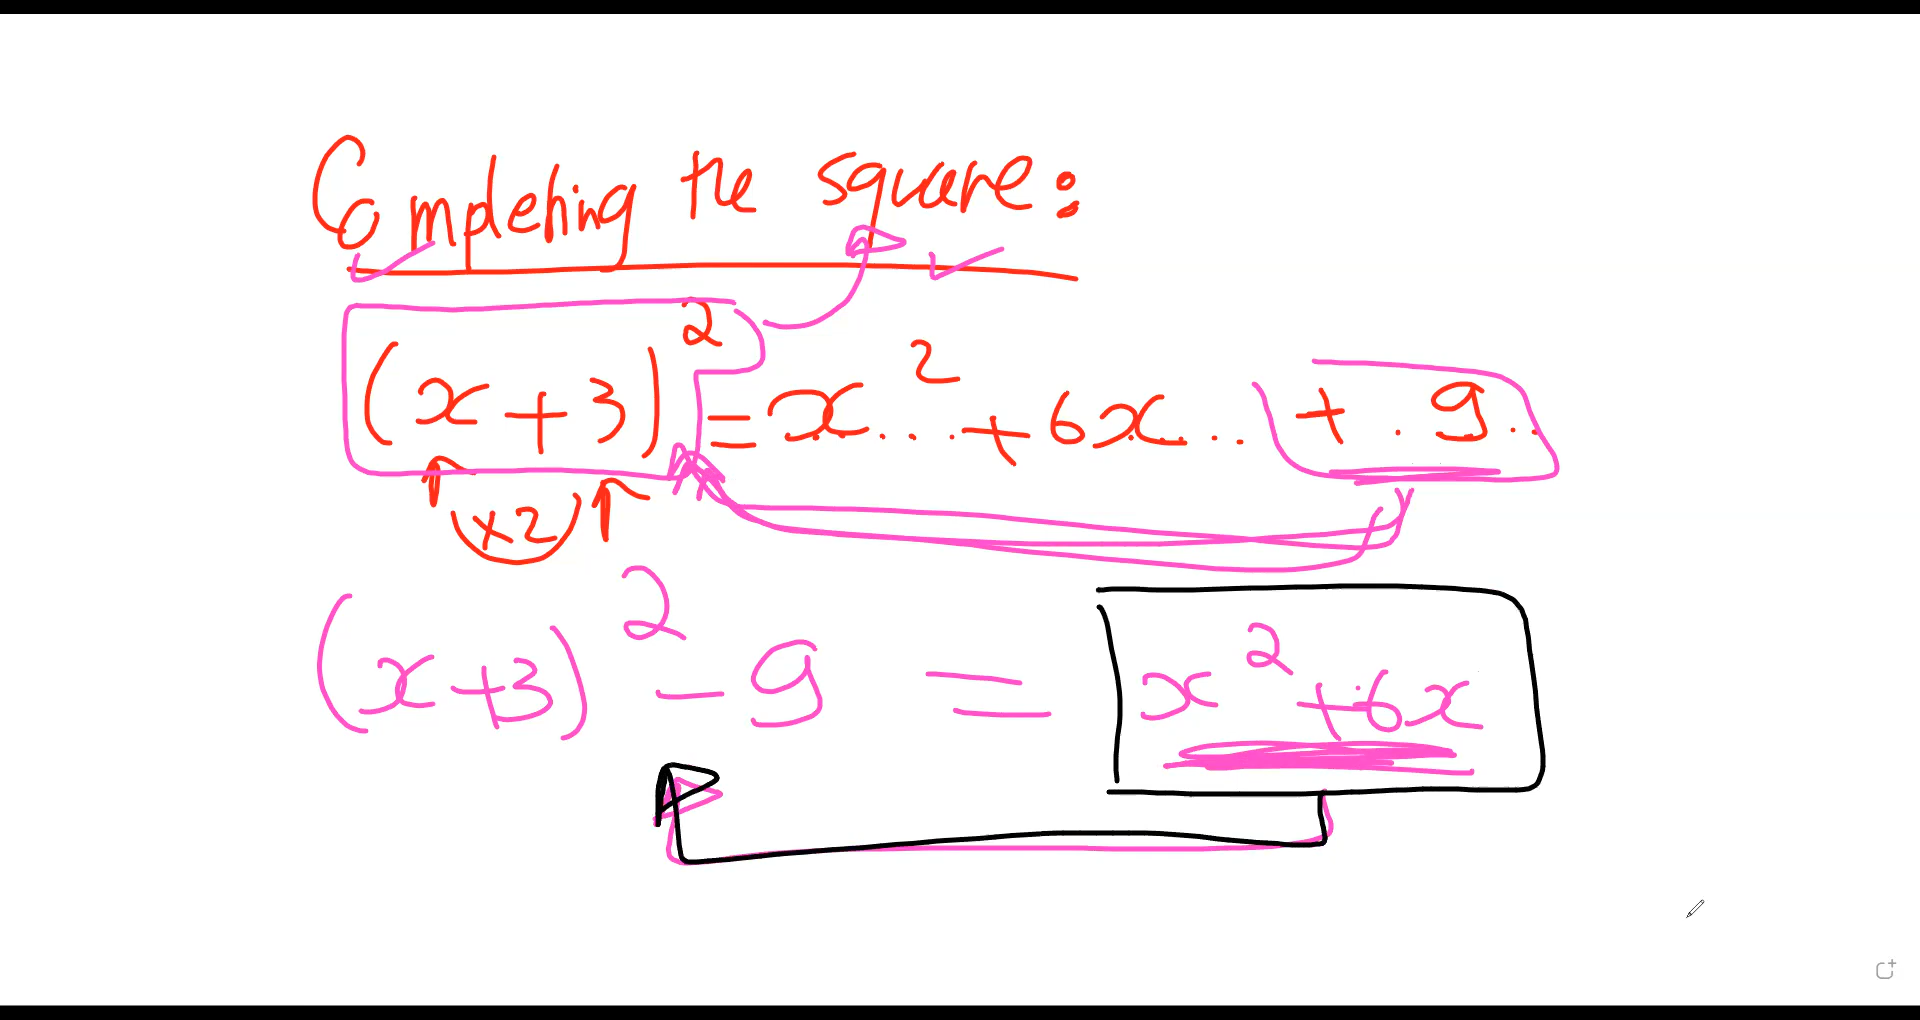 Completing the square:
(x+3)² = x² + 6x + 9
×2
(x+3)² - 9 = x² + 6x